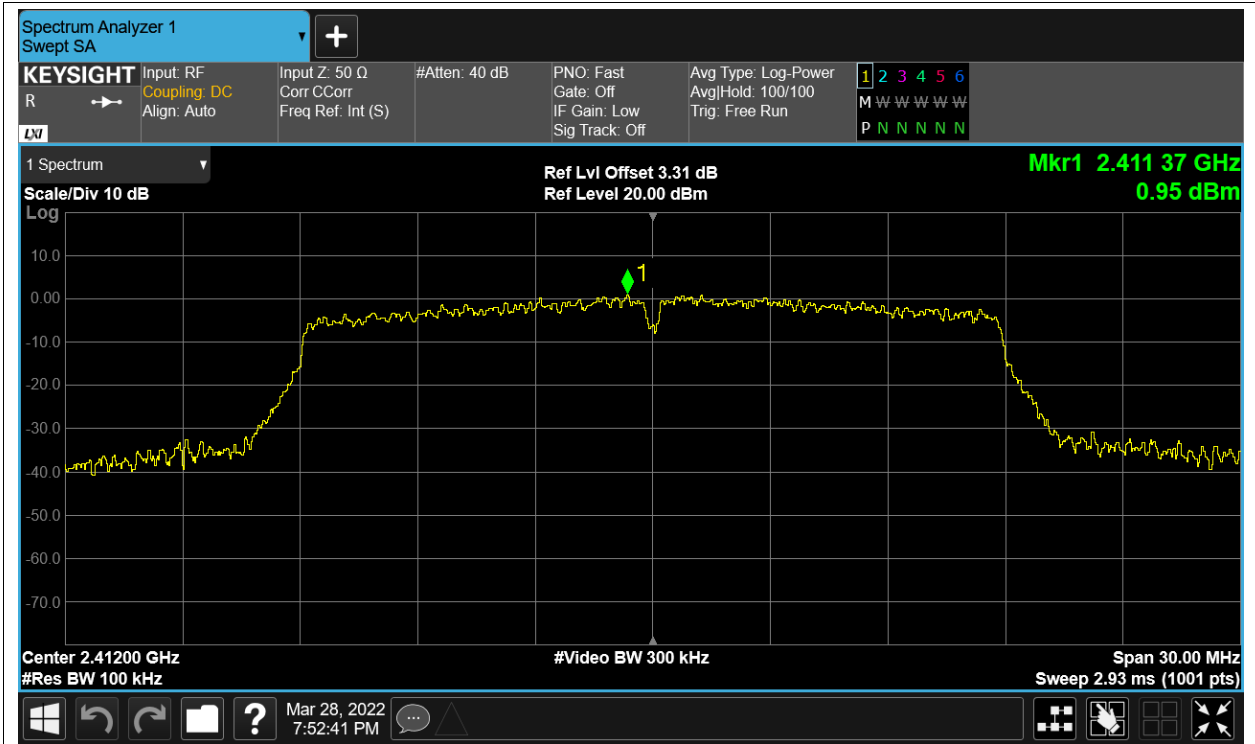 Spectrum Analyzer 1
Swept SA
KEYSIGHT
R
LXI
Input: RF
Coupling: DC
Align: Auto
Input Z: 50 Ω
Corr CCorr
Freq Ref: Int (S)
#Atten: 40 dB
PNO: Fast
Gate: Off
IF Gain: Low
Sig Track: Off
Avg Type: Log-Power
Avg|Hold: 100/100
Trig: Free Run
1 2 3 4 5 6
M W W W W W
P N N N N N
1 Spectrum
Scale/Div 10 dB
Log
Ref Lvl Offset 3.31 dB
Ref Level 20.00 dBm
Mkr1 2.411 37 GHz
0.95 dBm
1
10.0
0.00
-10.0
-20.0
-30.0
-40.0
-50.0
-60.0
-70.0
Center 2.41200 GHz
#Video BW 300 kHz
Span 30.00 MHz
#Res BW 100 kHz
Sweep 2.93 ms (1001 pts)
?
Mar 28, 2022
7:52:41 PM